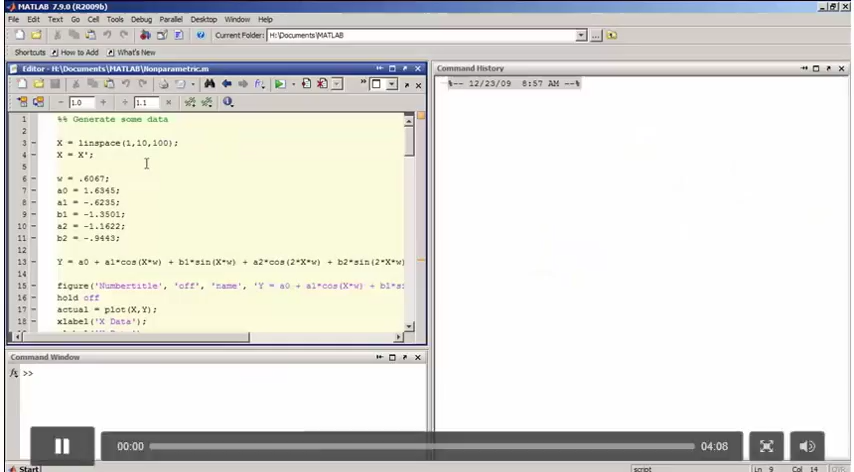 MATLAB 7.9.0 (R2009b)
File Edit Text Go Cell Tools Debug Parallel Desktop Window Help
Current Folder: H:\Documents\MATLAB
Shortcuts How to Add What's New
Editor - H:\Documents\MATLAB\Nonparametric.m
1.0 1.1
1 %% Generate some data
2
3 X = linspace(1,10,100);
4 X = X';
5
6 w = .6067;
7 a0 = 1.6345;
8 a1 = -.6235;
9 b1 = -1.3501;
10 a2 = -1.1622;
11 b2 = -.9443;
12
13 Y = a0 + a1*cos(X*w) + b1*sin(X*w) + a2*cos(2*X*w) + b2*sin(2*X*w)
14
15 figure('Numbertitle', 'off', 'name', 'Y = a0 + a1*cos(X*w) + b1*si
16 hold off
17 actual = plot(X,Y);
18 xlabel('X Data');
Command History
%-- 12/23/09 8:57 AM --%
Command Window
fx >>
00:00 04:08
Start script Ln 9 Col 14 OVR